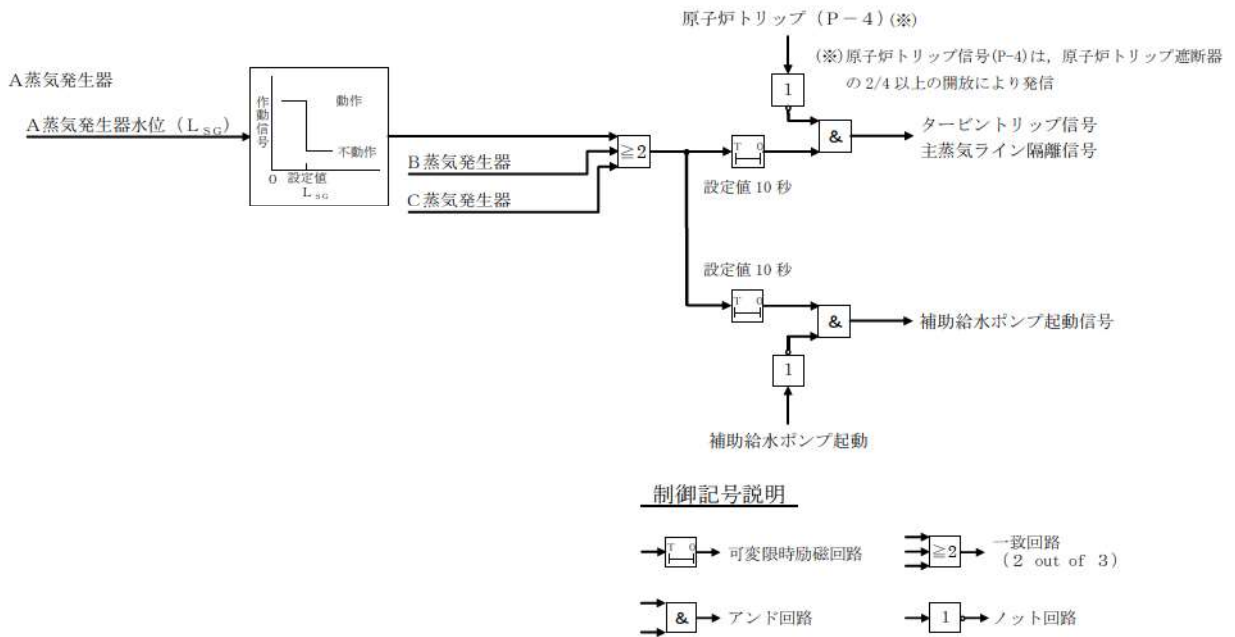 原子炉トリップ（Ｐ－４）(※)
(※)原子炉トリップ信号(P-4)は，原子炉トリップ遮断器
の 2/4 以上の開放により発信
1
Ａ蒸気発生器
Ａ蒸気発生器水位（ＬSG）
作動信号
動作
不動作
0
設定値
ＬSG
Ｂ蒸気発生器
Ｃ蒸気発生器
≧2
T 0
設定値 10 秒
&
タービントリップ信号
主蒸気ライン隔離信号
設定値 10 秒
T 0
&
補助給水ポンプ起動信号
1
補助給水ポンプ起動
制御記号説明
T 0
可変限時励磁回路
≧2
一致回路
（２ out of ３）
&
アンド回路
1
ノット回路